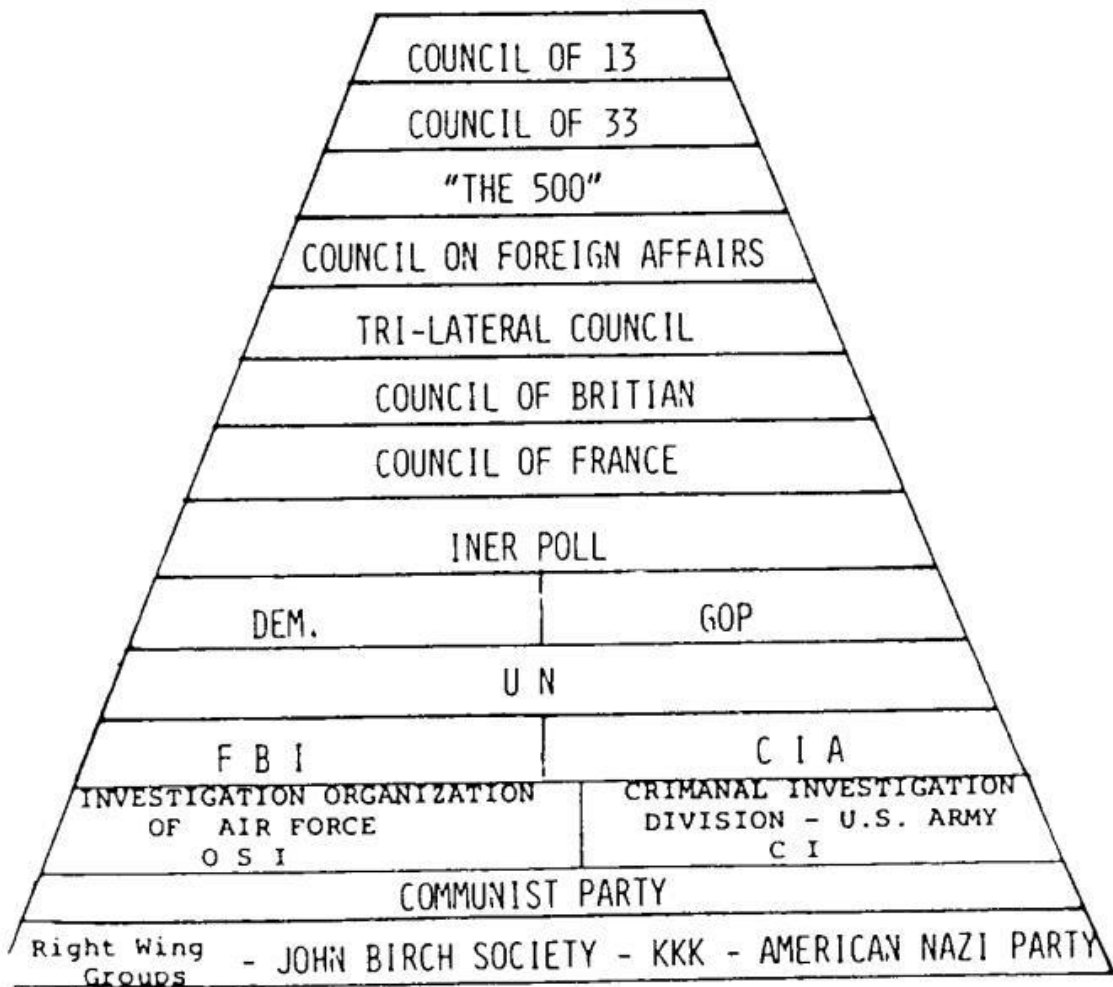 COUNCIL OF 13
COUNCIL OF 33
"THE 500"
COUNCIL ON FOREIGN AFFAIRS
TRI-LATERAL COUNCIL
COUNCIL OF BRITIAN
COUNCIL OF FRANCE
INER POLL
DEM.
GOP
U N
F B I
C I A
INVESTIGATION ORGANIZATION
OF AIR FORCE
O S I
CRIMANAL INVESTIGATION
DIVISION - U.S. ARMY
C I
COMMUNIST PARTY
Right Wing
Groups
- JOHN BIRCH SOCIETY - KKK - AMERICAN NAZI PARTY